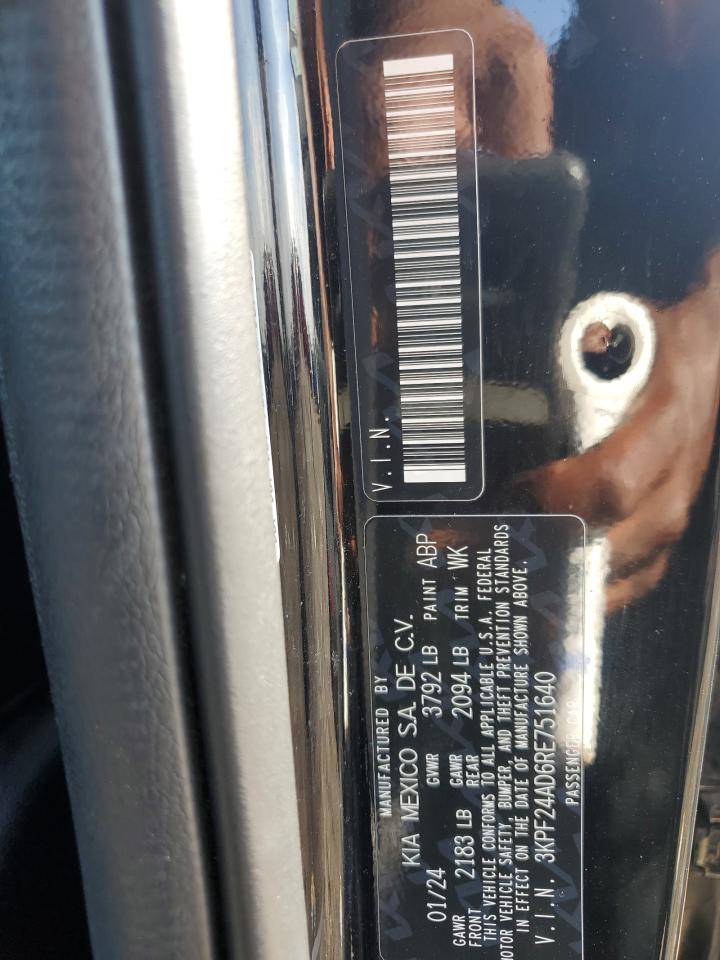 V.I.N.
MANUFACTURED BY
KIA MEXICO S.A. DE C.V.
01/24 GVWR 3792 LB PAINT ABP
GAWR FRONT 2183 LB GAWR REAR 2094 LB TRIM WK
THIS VEHICLE CONFORMS TO ALL APPLICABLE U.S.A. FEDERAL
MOTOR VEHICLE SAFETY, BUMPER, AND THEFT PREVENTION STANDARDS
IN EFFECT ON THE DATE OF MANUFACTURE SHOWN ABOVE.
V.I.N. 3KPF24AD6RE751640
PASSENGER CAR